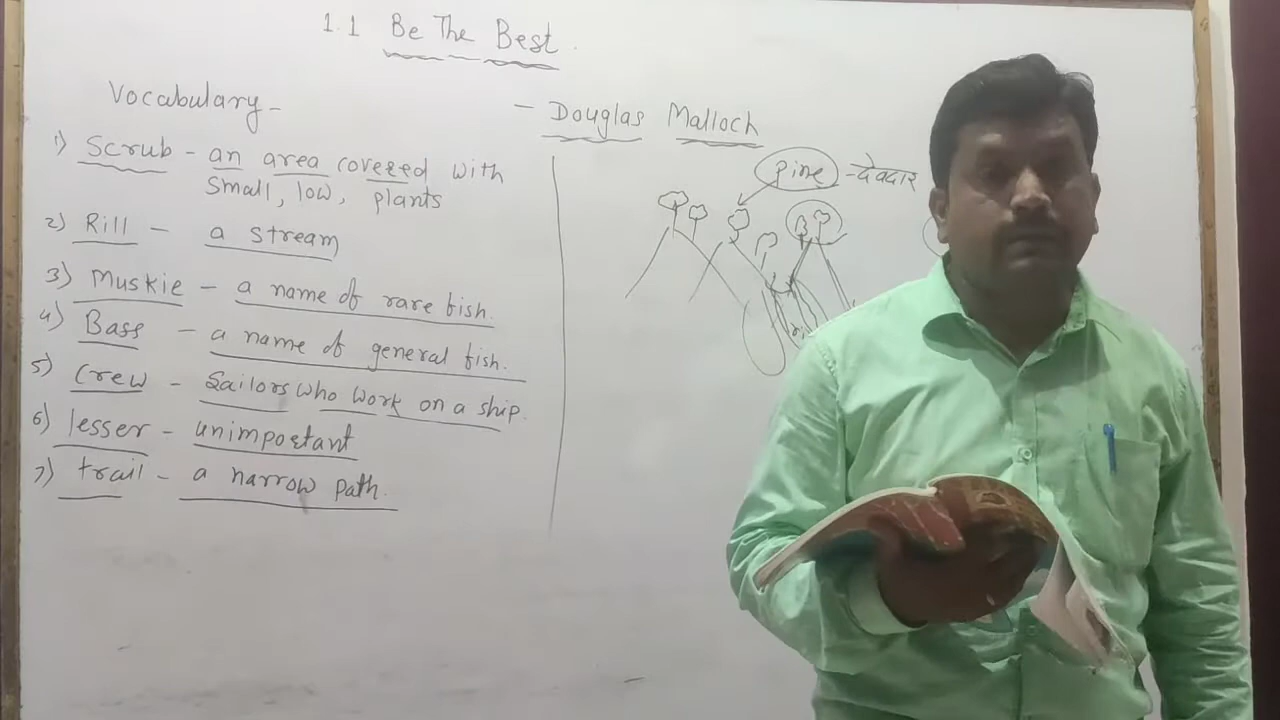 1.1 Be The Best.
Vocabulary -
- Douglas Malloch
1) Scrub - an area covered with
small, low, plants
2) Rill - a stream
3) Muskie - a name of rare fish.
4) Bass - a name of general fish.
5) Crew - Sailors who work on a ship.
6) lesser - unimportant
7) trail - a narrow path.
pine - देवदार